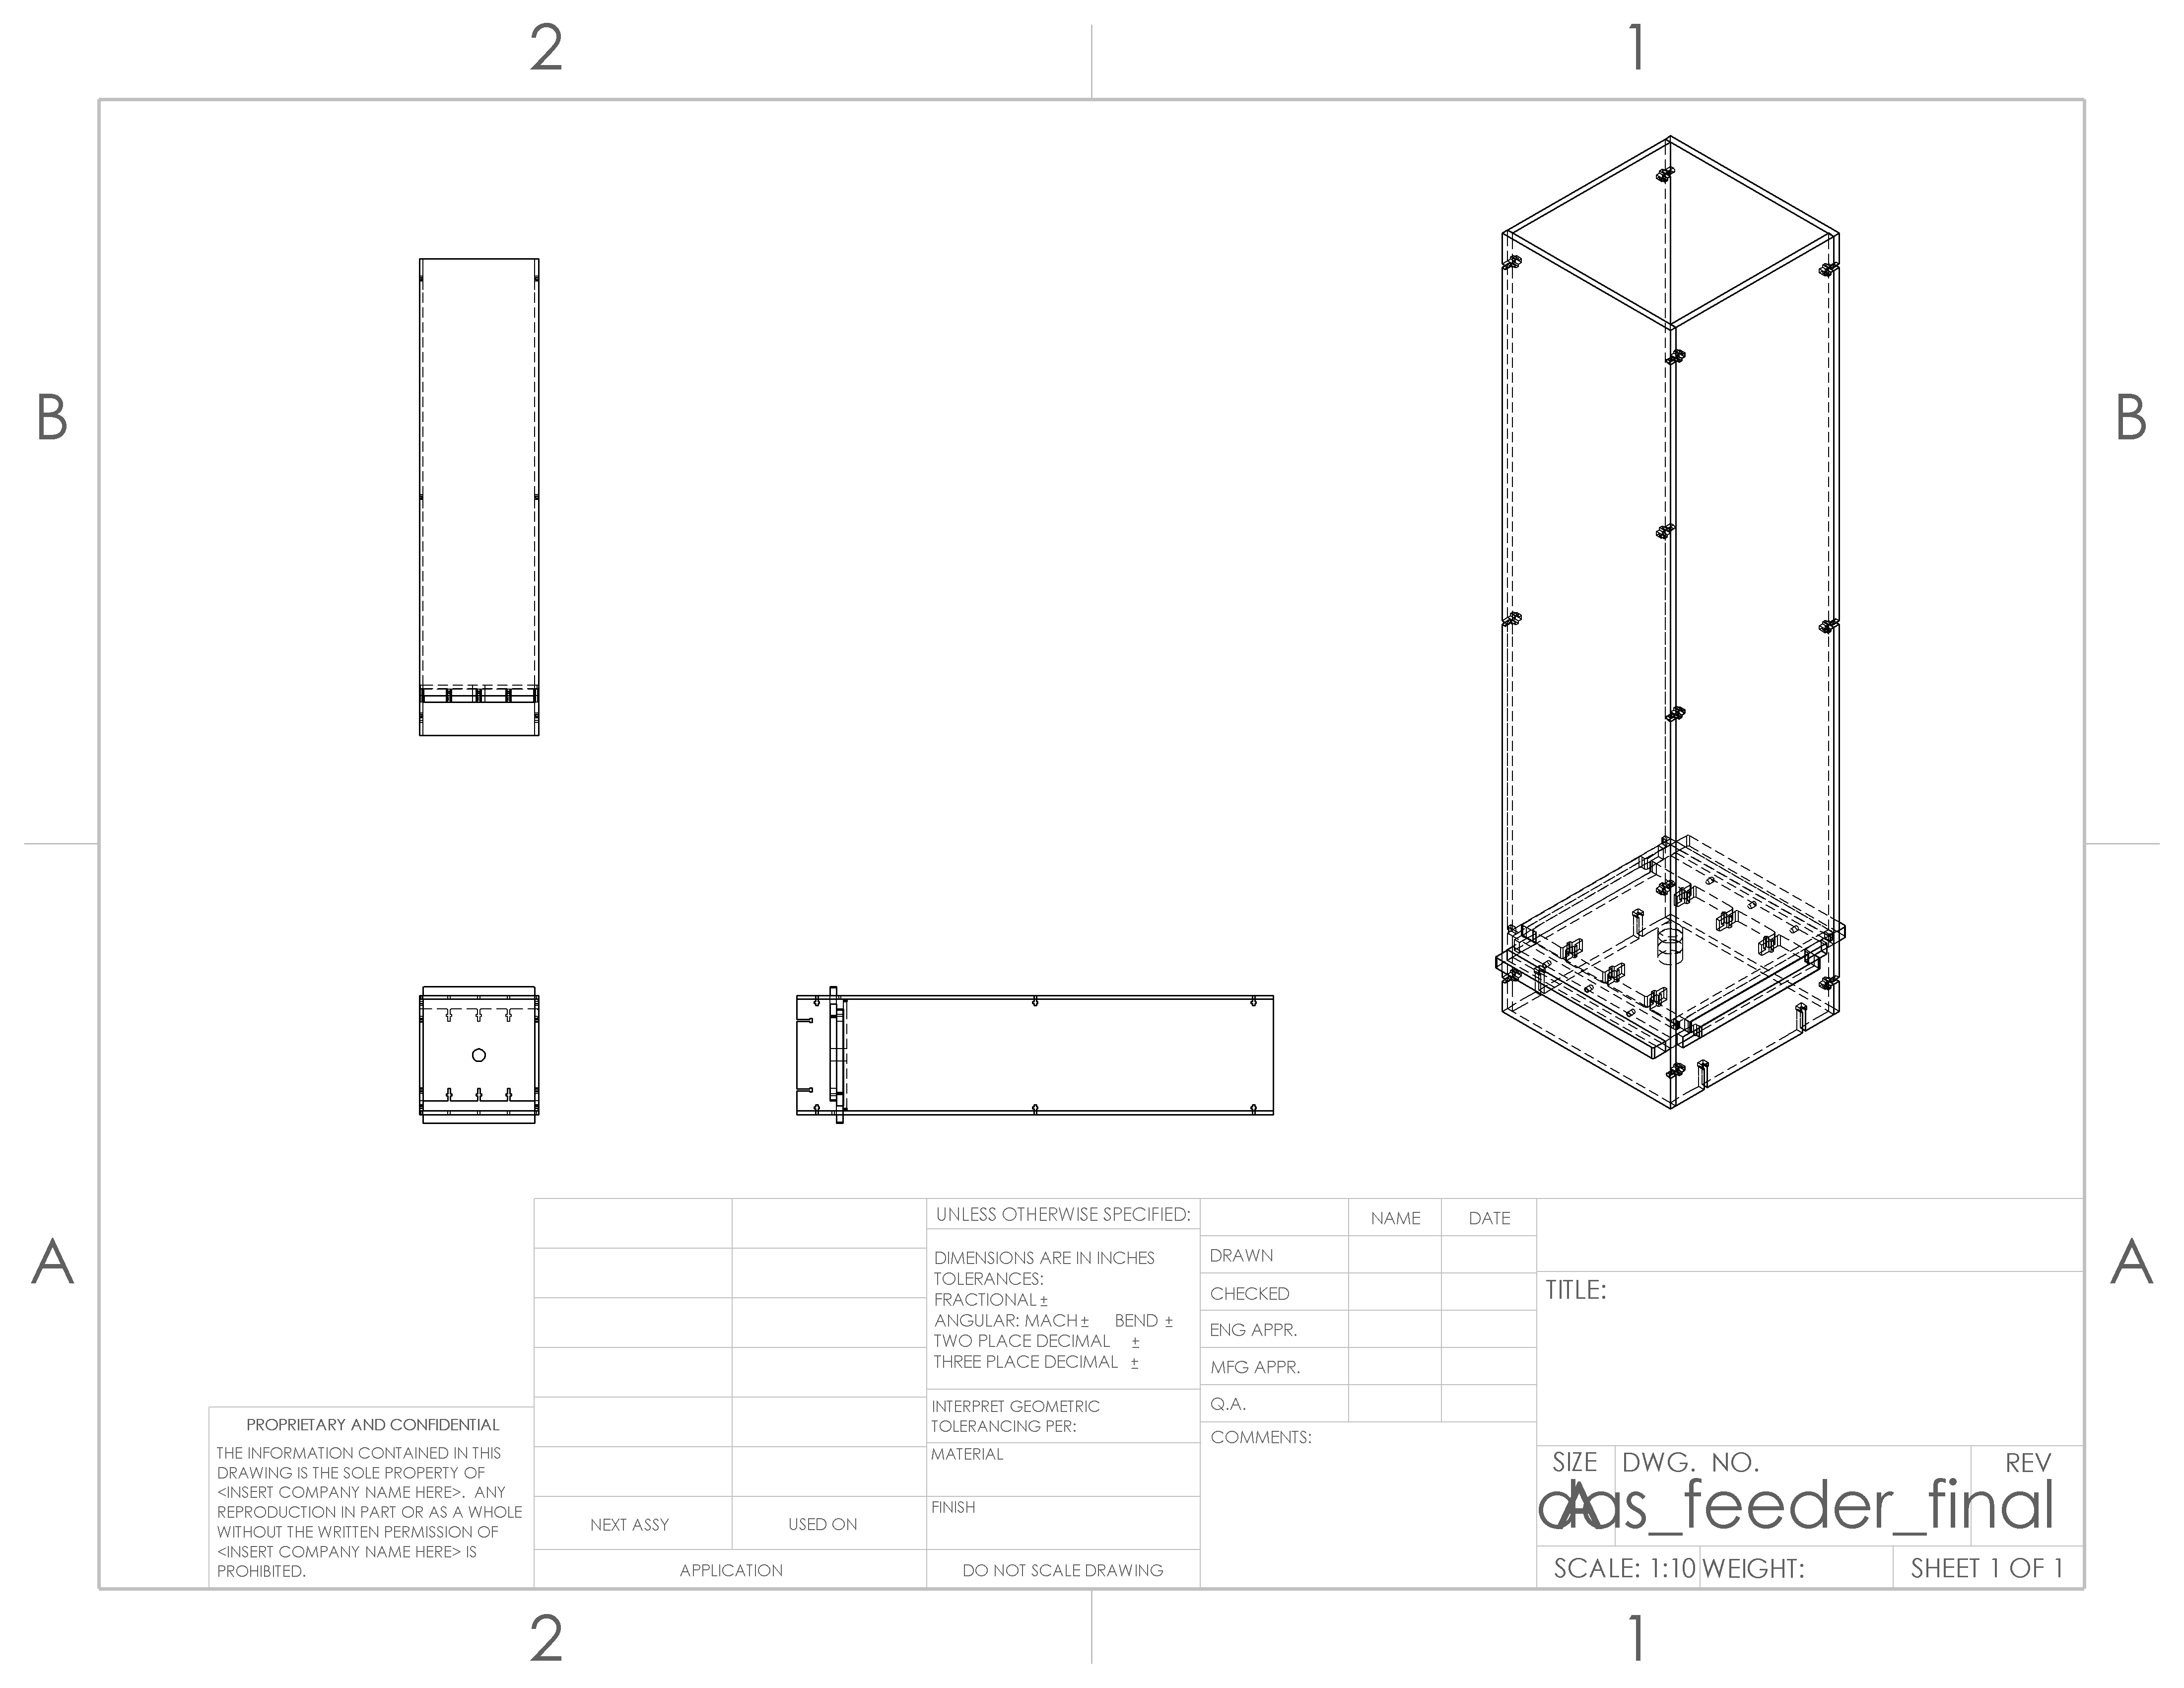 2
1
B
B
A
A
UNLESS OTHERWISE SPECIFIED:
DIMENSIONS ARE IN INCHES
TOLERANCES:
FRACTIONAL ±
ANGULAR: MACH ± BEND ±
TWO PLACE DECIMAL ±
THREE PLACE DECIMAL ±
INTERPRET GEOMETRIC
TOLERANCING PER:
MATERIAL
FINISH
DO NOT SCALE DRAWING
NAME DATE
DRAWN
CHECKED
ENG APPR.
MFG APPR.
Q.A.
COMMENTS:
TITLE:
SIZE DWG. NO. REV
A
das_feeder_final
SCALE: 1:10 WEIGHT: SHEET 1 OF 1
PROPRIETARY AND CONFIDENTIAL
THE INFORMATION CONTAINED IN THIS
DRAWING IS THE SOLE PROPERTY OF
<INSERT COMPANY NAME HERE>. ANY
REPRODUCTION IN PART OR AS A WHOLE
WITHOUT THE WRITTEN PERMISSION OF
<INSERT COMPANY NAME HERE> IS
PROHIBITED.
NEXT ASSY USED ON
APPLICATION
2
1